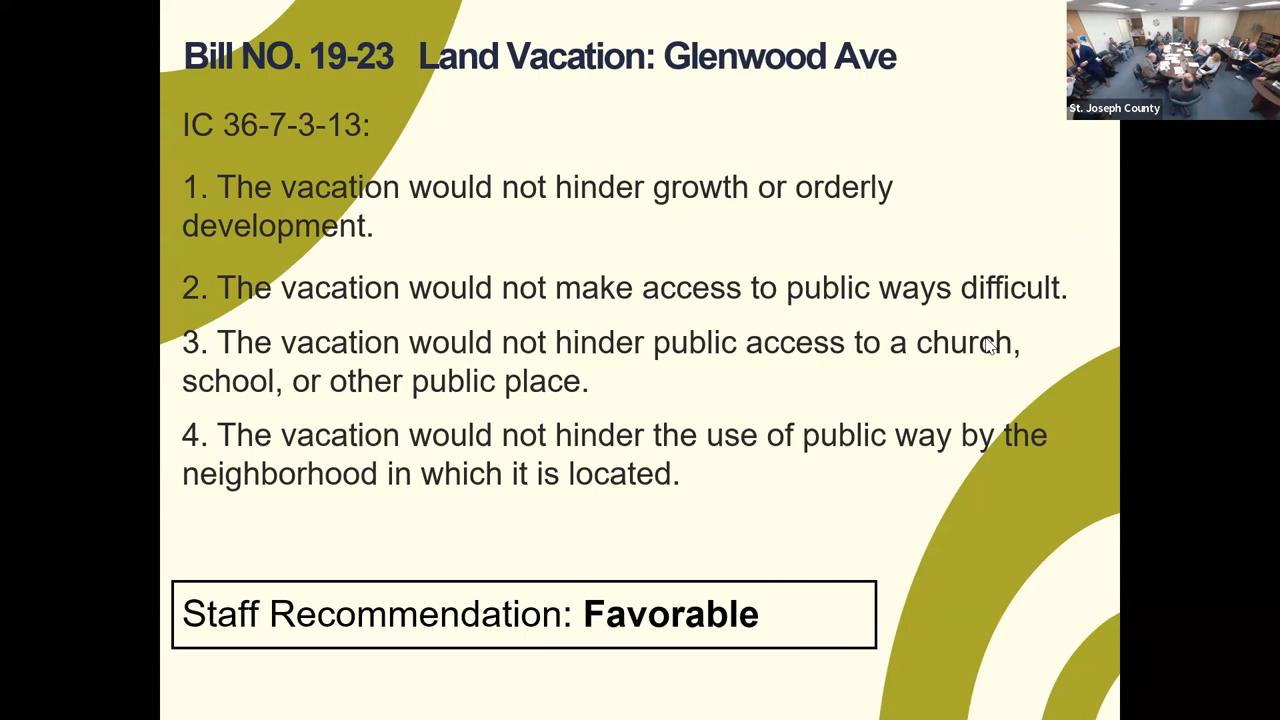 Bill NO. 19-23 Land Vacation: Glenwood Ave
St. Joseph County
IC 36-7-3-13:
1. The vacation would not hinder growth or orderly
development.
2. The vacation would not make access to public ways difficult.
3. The vacation would not hinder public access to a church,
school, or other public place.
4. The vacation would not hinder the use of public way by the
neighborhood in which it is located.
Staff Recommendation: Favorable